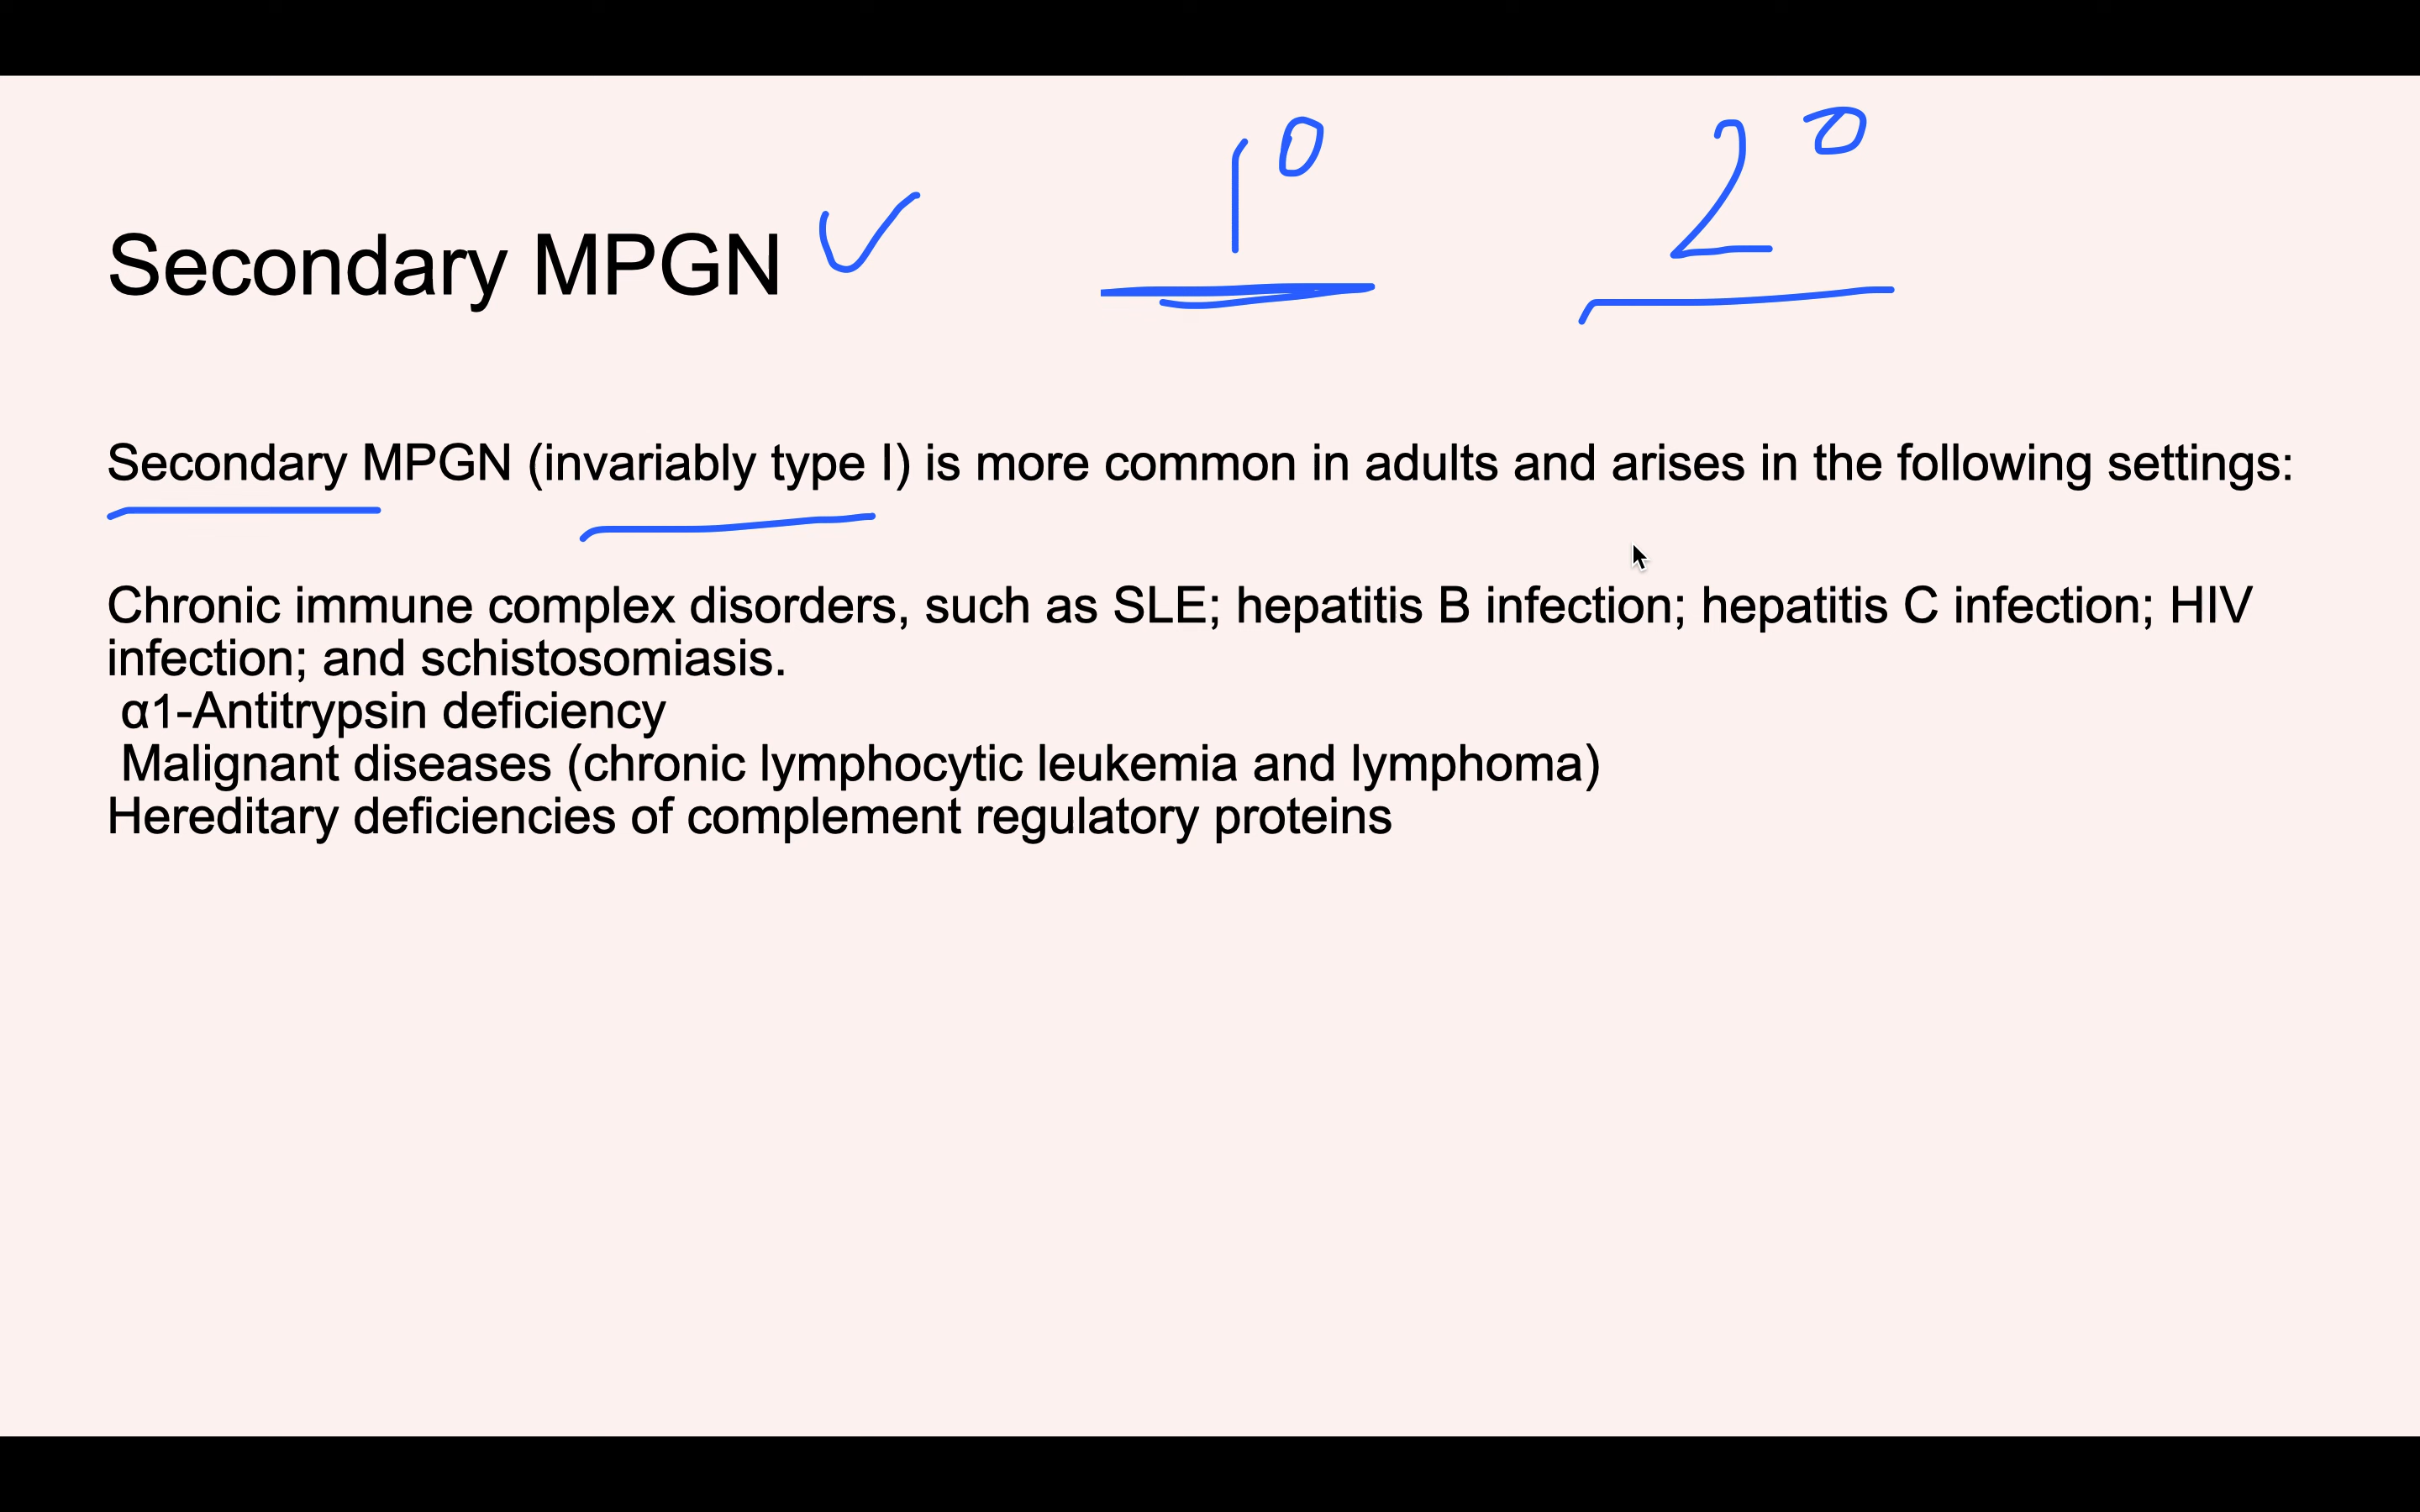 1⁰ 2⁰
Secondary MPGN
Secondary MPGN (invariably type I) is more common in adults and arises in the following settings:
Chronic immune complex disorders, such as SLE; hepatitis B infection; hepatitis C infection; HIV
infection; and schistosomiasis.
α1-Antitrypsin deficiency
Malignant diseases (chronic lymphocytic leukemia and lymphoma)
Hereditary deficiencies of complement regulatory proteins